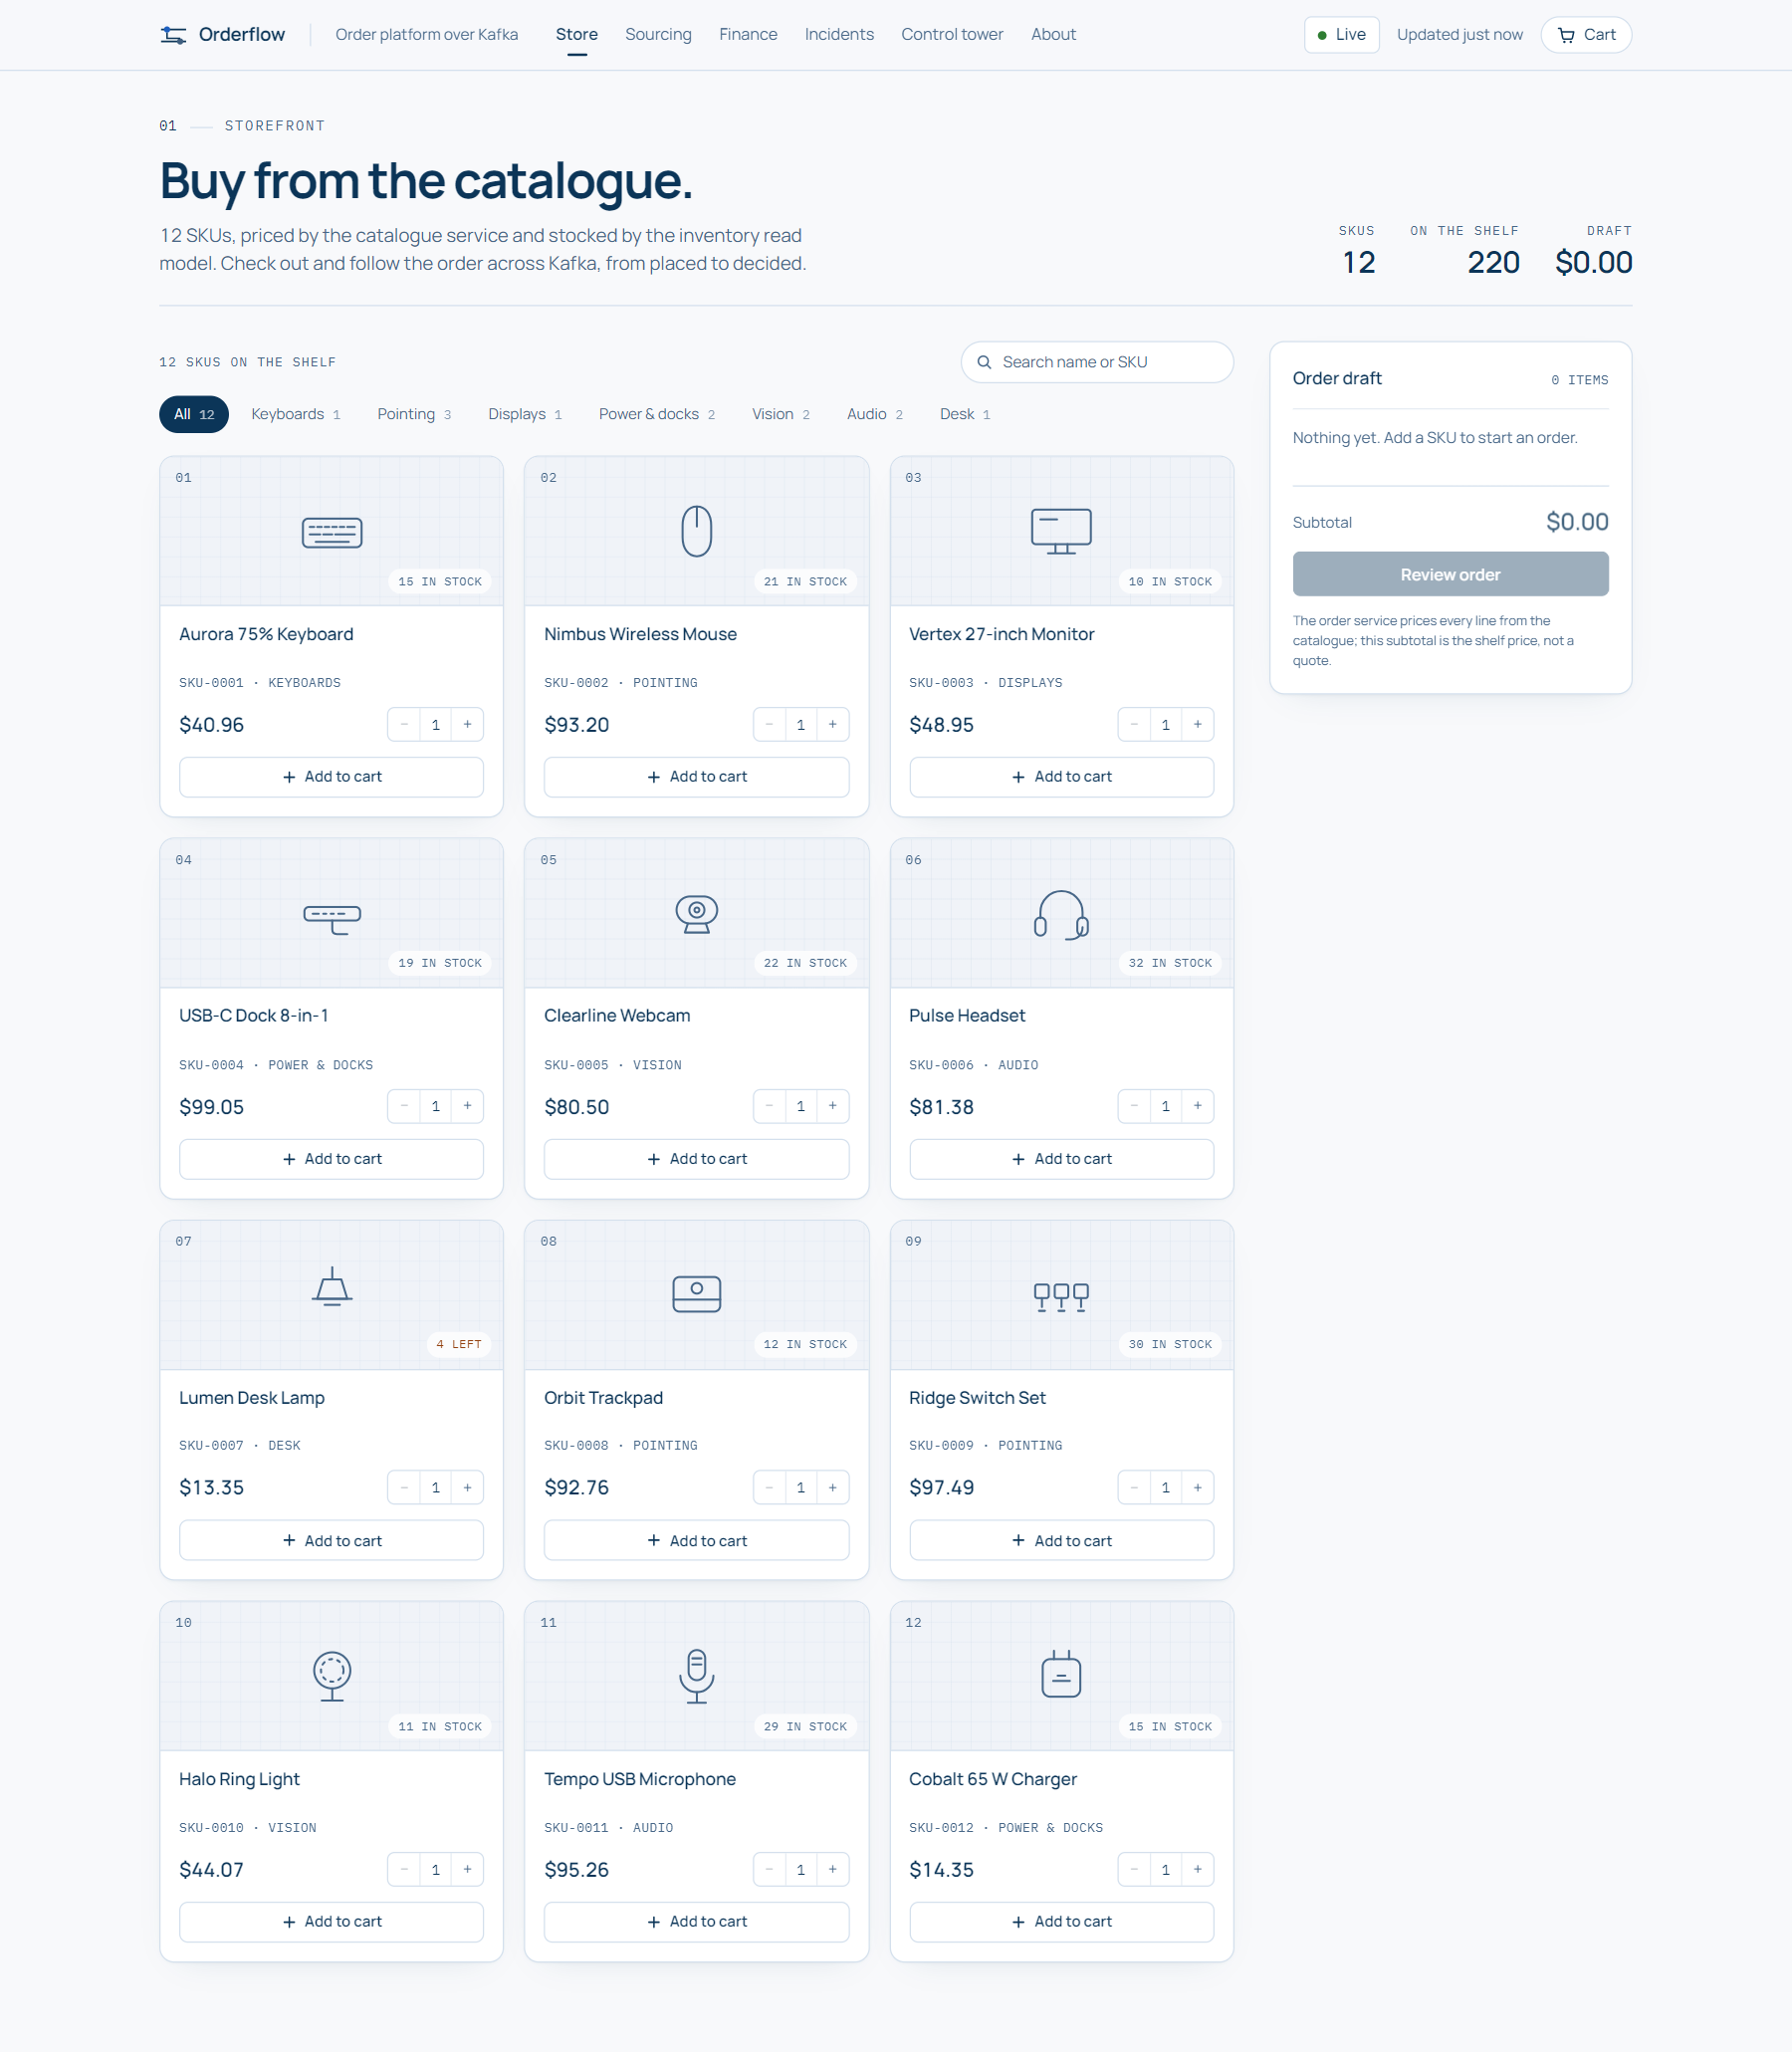 Orderflow
Order platform over Kafka
Store
Sourcing
Finance
Incidents
Control tower
About
Live
Updated just now
Cart
01 — STOREFRONT
Buy from the catalogue.
12 SKUs, priced by the catalogue service and stocked by the inventory read
model. Check out and follow the order across Kafka, from placed to decided.
SKUS
12
ON THE SHELF
220
DRAFT
$0.00
12 SKUS ON THE SHELF
Search name or SKU
All 12
Keyboards 1
Pointing 3
Displays 1
Power & docks 2
Vision 2
Audio 2
Desk 1
01
15 IN STOCK
Aurora 75% Keyboard
SKU-0001 · KEYBOARDS
$40.96
− 1 +
+ Add to cart
02
21 IN STOCK
Nimbus Wireless Mouse
SKU-0002 · POINTING
$93.20
− 1 +
+ Add to cart
03
10 IN STOCK
Vertex 27-inch Monitor
SKU-0003 · DISPLAYS
$48.95
− 1 +
+ Add to cart
04
19 IN STOCK
USB-C Dock 8-in-1
SKU-0004 · POWER & DOCKS
$99.05
− 1 +
+ Add to cart
05
22 IN STOCK
Clearline Webcam
SKU-0005 · VISION
$80.50
− 1 +
+ Add to cart
06
32 IN STOCK
Pulse Headset
SKU-0006 · AUDIO
$81.38
− 1 +
+ Add to cart
07
4 LEFT
Lumen Desk Lamp
SKU-0007 · DESK
$13.35
− 1 +
+ Add to cart
08
12 IN STOCK
Orbit Trackpad
SKU-0008 · POINTING
$92.76
− 1 +
+ Add to cart
09
30 IN STOCK
Ridge Switch Set
SKU-0009 · POINTING
$97.49
− 1 +
+ Add to cart
10
11 IN STOCK
Halo Ring Light
SKU-0010 · VISION
$44.07
− 1 +
+ Add to cart
11
29 IN STOCK
Tempo USB Microphone
SKU-0011 · AUDIO
$95.26
− 1 +
+ Add to cart
12
15 IN STOCK
Cobalt 65 W Charger
SKU-0012 · POWER & DOCKS
$14.35
− 1 +
+ Add to cart
Order draft
0 ITEMS
Nothing yet. Add a SKU to start an order.
Subtotal
$0.00
Review order
The order service prices every line from the
catalogue; this subtotal is the shelf price, not a
quote.